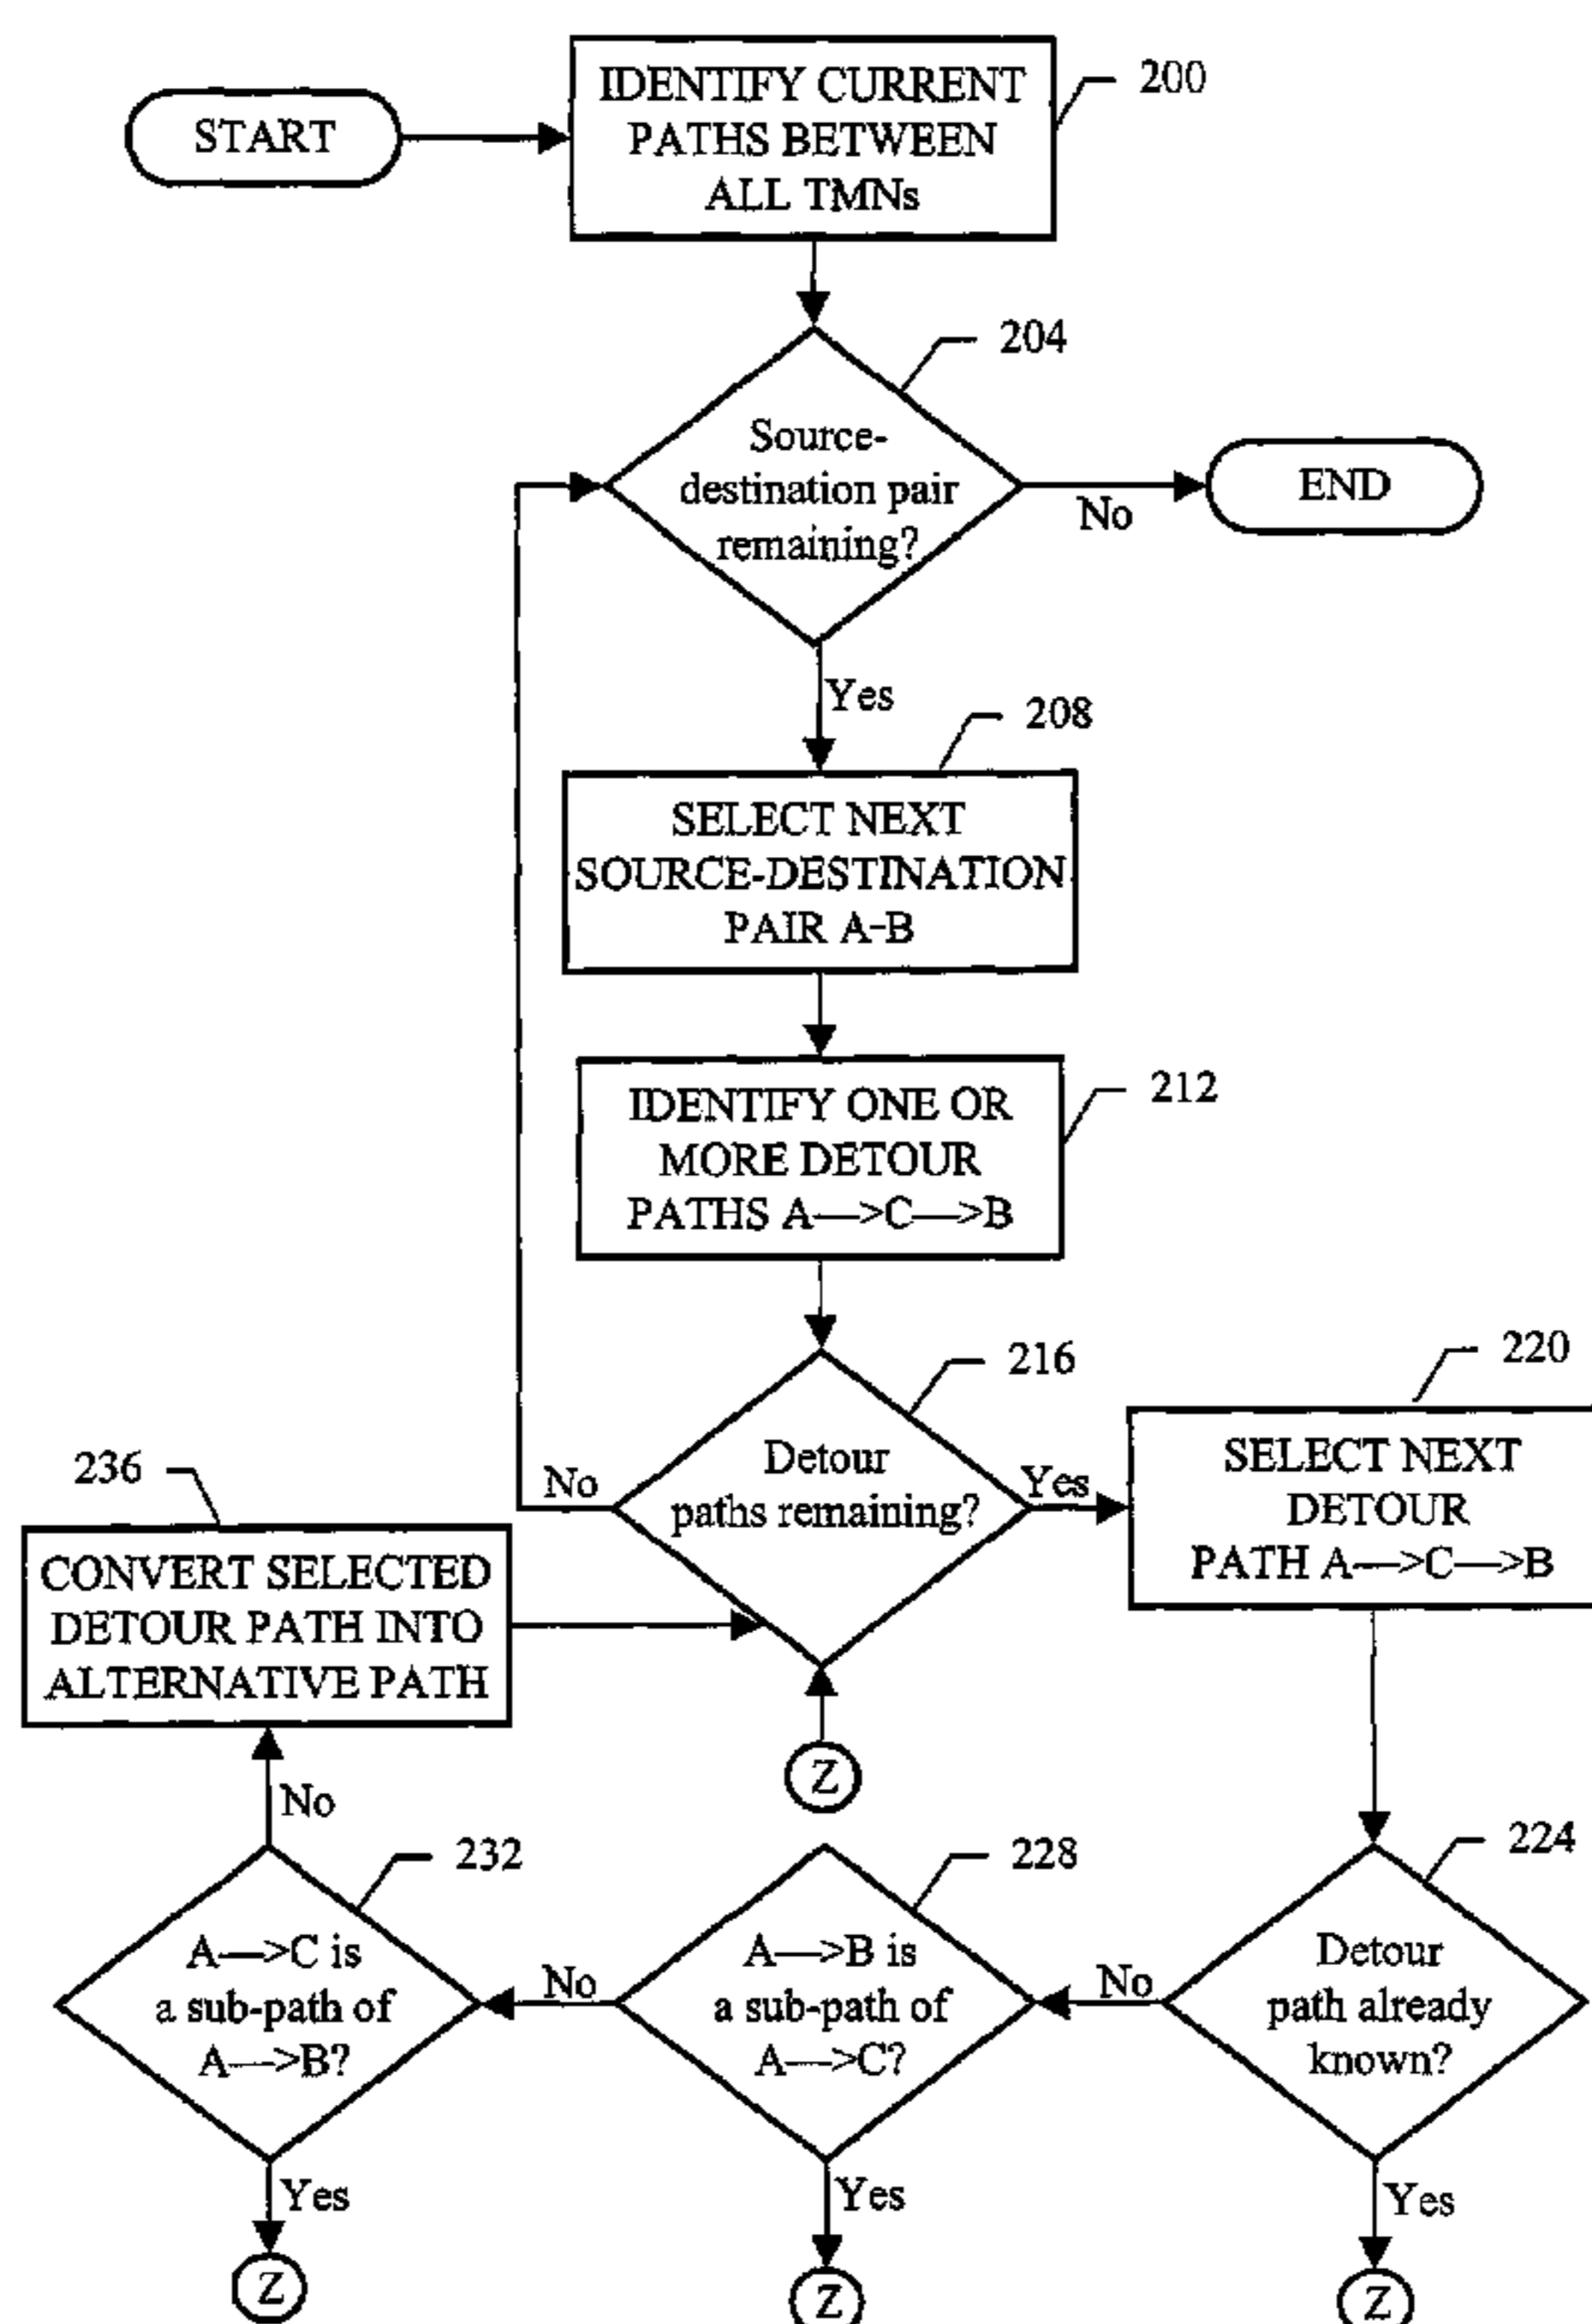 START
IDENTIFY CURRENT
PATHS BETWEEN
ALL TMNs
200
204
Source-
destination pair
remaining?
No
END
Yes
208
SELECT NEXT
SOURCE-DESTINATION
PAIR A-B
212
IDENTIFY ONE OR
MORE DETOUR
PATHS A—>C—>B
216
Detour
paths remaining?
No
Yes
220
SELECT NEXT
DETOUR
PATH A—>C—>B
236
CONVERT SELECTED
DETOUR PATH INTO
ALTERNATIVE PATH
Z
No
232
A—>C is
a sub-path of
A—>B?
No
228
A—>B is
a sub-path of
A—>C?
No
224
Detour
path already
known?
Yes
Z
Yes
Z
Yes
Z